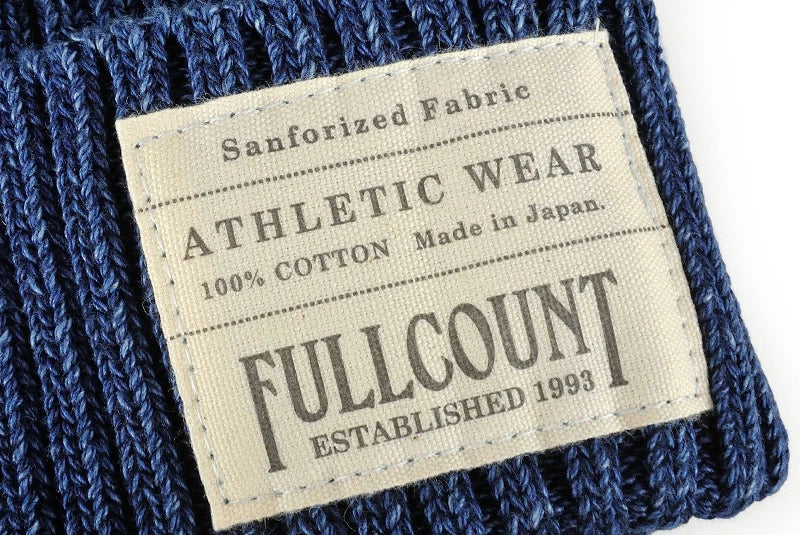 Sanforized Fabric
ATHLETIC WEAR
100% COTTON Made in Japan.
FULLCOUNT
ESTABLISHED 1993